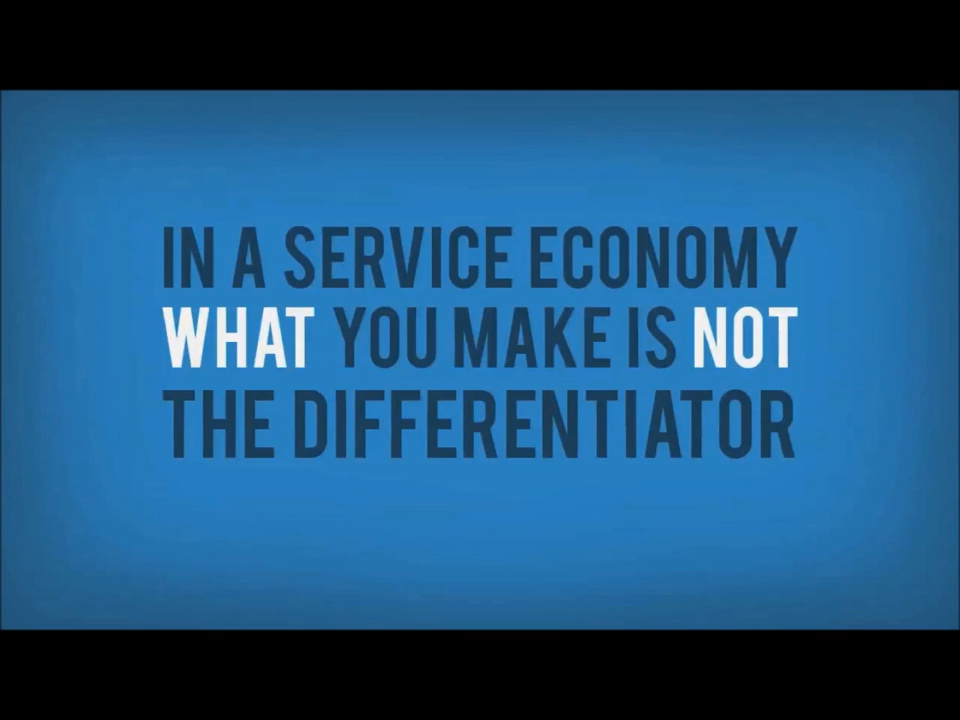 IN A SERVICE ECONOMY
WHAT YOU MAKE IS NOT
THE DIFFERENTIATOR